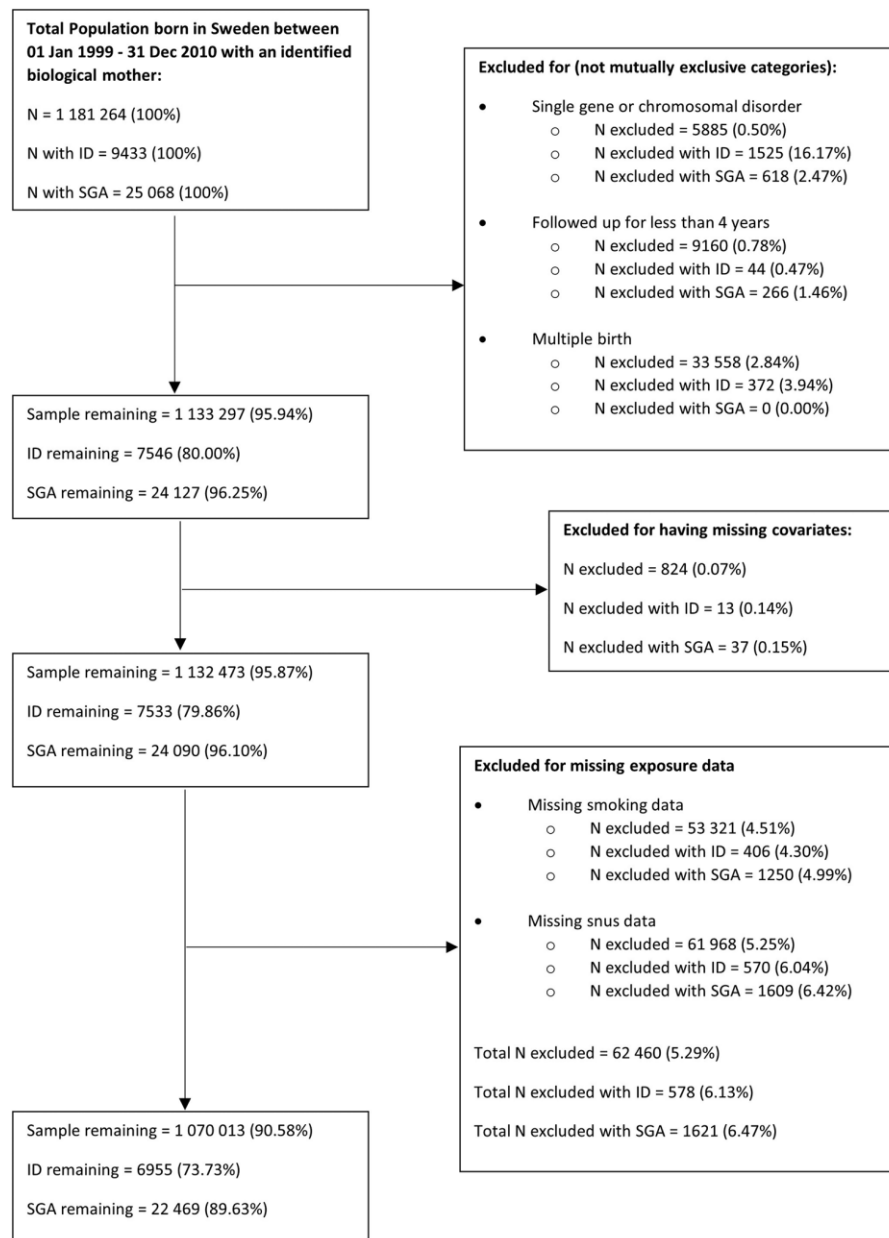 Total Population born in Sweden between
01 Jan 1999 - 31 Dec 2010 with an identified
biological mother:
N = 1 181 264 (100%)
N with ID = 9433 (100%)
N with SGA = 25 068 (100%)
Excluded for (not mutually exclusive categories):
• Single gene or chromosomal disorder
o N excluded = 5885 (0.50%)
o N excluded with ID = 1525 (16.17%)
o N excluded with SGA = 618 (2.47%)
• Followed up for less than 4 years
o N excluded = 9160 (0.78%)
o N excluded with ID = 44 (0.47%)
o N excluded with SGA = 266 (1.46%)
• Multiple birth
o N excluded = 33 558 (2.84%)
o N excluded with ID = 372 (3.94%)
o N excluded with SGA = 0 (0.00%)
Sample remaining = 1 133 297 (95.94%)
ID remaining = 7546 (80.00%)
SGA remaining = 24 127 (96.25%)
Excluded for having missing covariates:
N excluded = 824 (0.07%)
N excluded with ID = 13 (0.14%)
N excluded with SGA = 37 (0.15%)
Sample remaining = 1 132 473 (95.87%)
ID remaining = 7533 (79.86%)
SGA remaining = 24 090 (96.10%)
Excluded for missing exposure data
• Missing smoking data
o N excluded = 53 321 (4.51%)
o N excluded with ID = 406 (4.30%)
o N excluded with SGA = 1250 (4.99%)
• Missing snus data
o N excluded = 61 968 (5.25%)
o N excluded with ID = 570 (6.04%)
o N excluded with SGA = 1609 (6.42%)
Total N excluded = 62 460 (5.29%)
Total N excluded with ID = 578 (6.13%)
Total N excluded with SGA = 1621 (6.47%)
Sample remaining = 1 070 013 (90.58%)
ID remaining = 6955 (73.73%)
SGA remaining = 22 469 (89.63%)